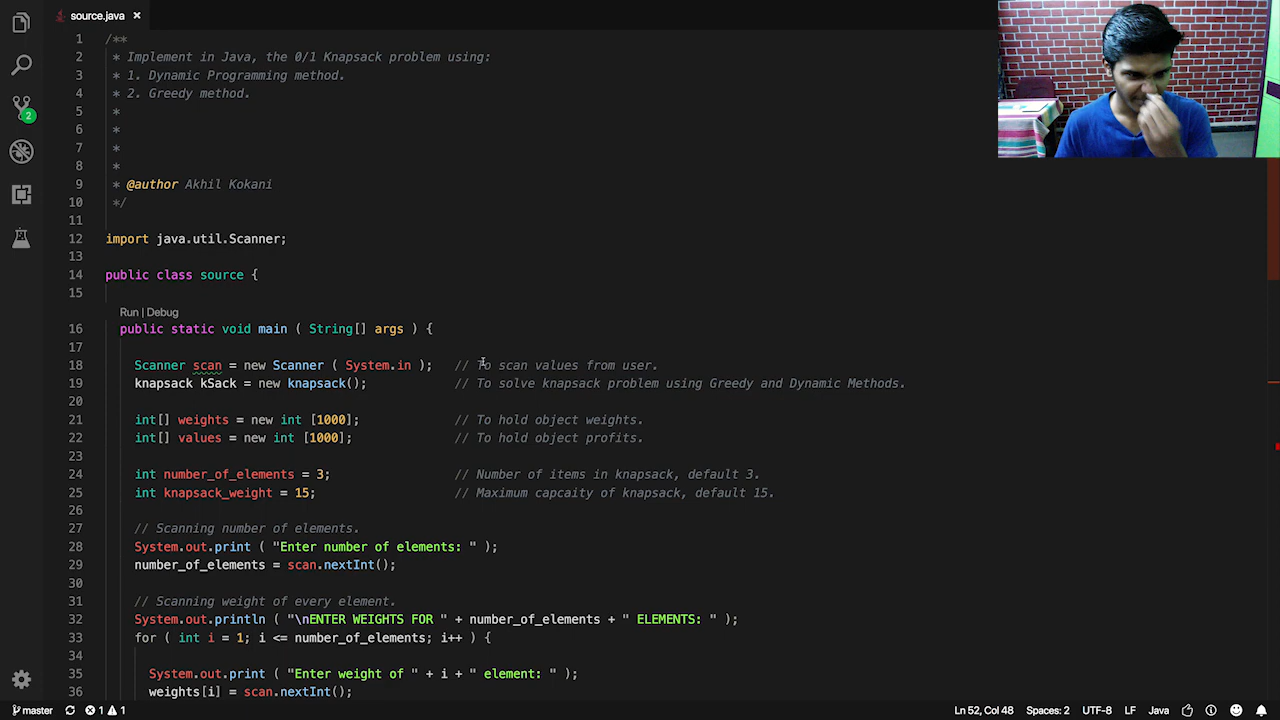 source.java ×
1 /**
2 * Implement in Java, the 0/1 Knapsack problem using:
3 * 1. Dynamic Programming method.
4 * 2. Greedy method.
5 *
6 *
7 *
8 *
9 * @author Akhil Kokani
10 */
11
12 import java.util.Scanner;
13
14 public class source {
15
Run | Debug
16 public static void main ( String[] args ) {
17
18 Scanner scan = new Scanner ( System.in ); // To scan values from user.
19 knapsack kSack = new knapsack(); // To solve knapsack problem using Greedy and Dynamic Methods.
20
21 int[] weights = new int [1000]; // To hold object weights.
22 int[] values = new int [1000]; // To hold object profits.
23
24 int number_of_elements = 3; // Number of items in knapsack, default 3.
25 int knapsack_weight = 15; // Maximum capcaity of knapsack, default 15.
26
27 // Scanning number of elements.
28 System.out.print ( "Enter number of elements: " );
29 number_of_elements = scan.nextInt();
30
31 // Scanning weight of every element.
32 System.out.println ( "\nENTER WEIGHTS FOR " + number_of_elements + " ELEMENTS: " );
33 for ( int i = 1; i <= number_of_elements; i++ ) {
34
35 System.out.print ( "Enter weight of " + i + " element: " );
36 weights[i] = scan.nextInt();
2
master 1 1 Ln 52, Col 48 Spaces: 2 UTF-8 LF Java